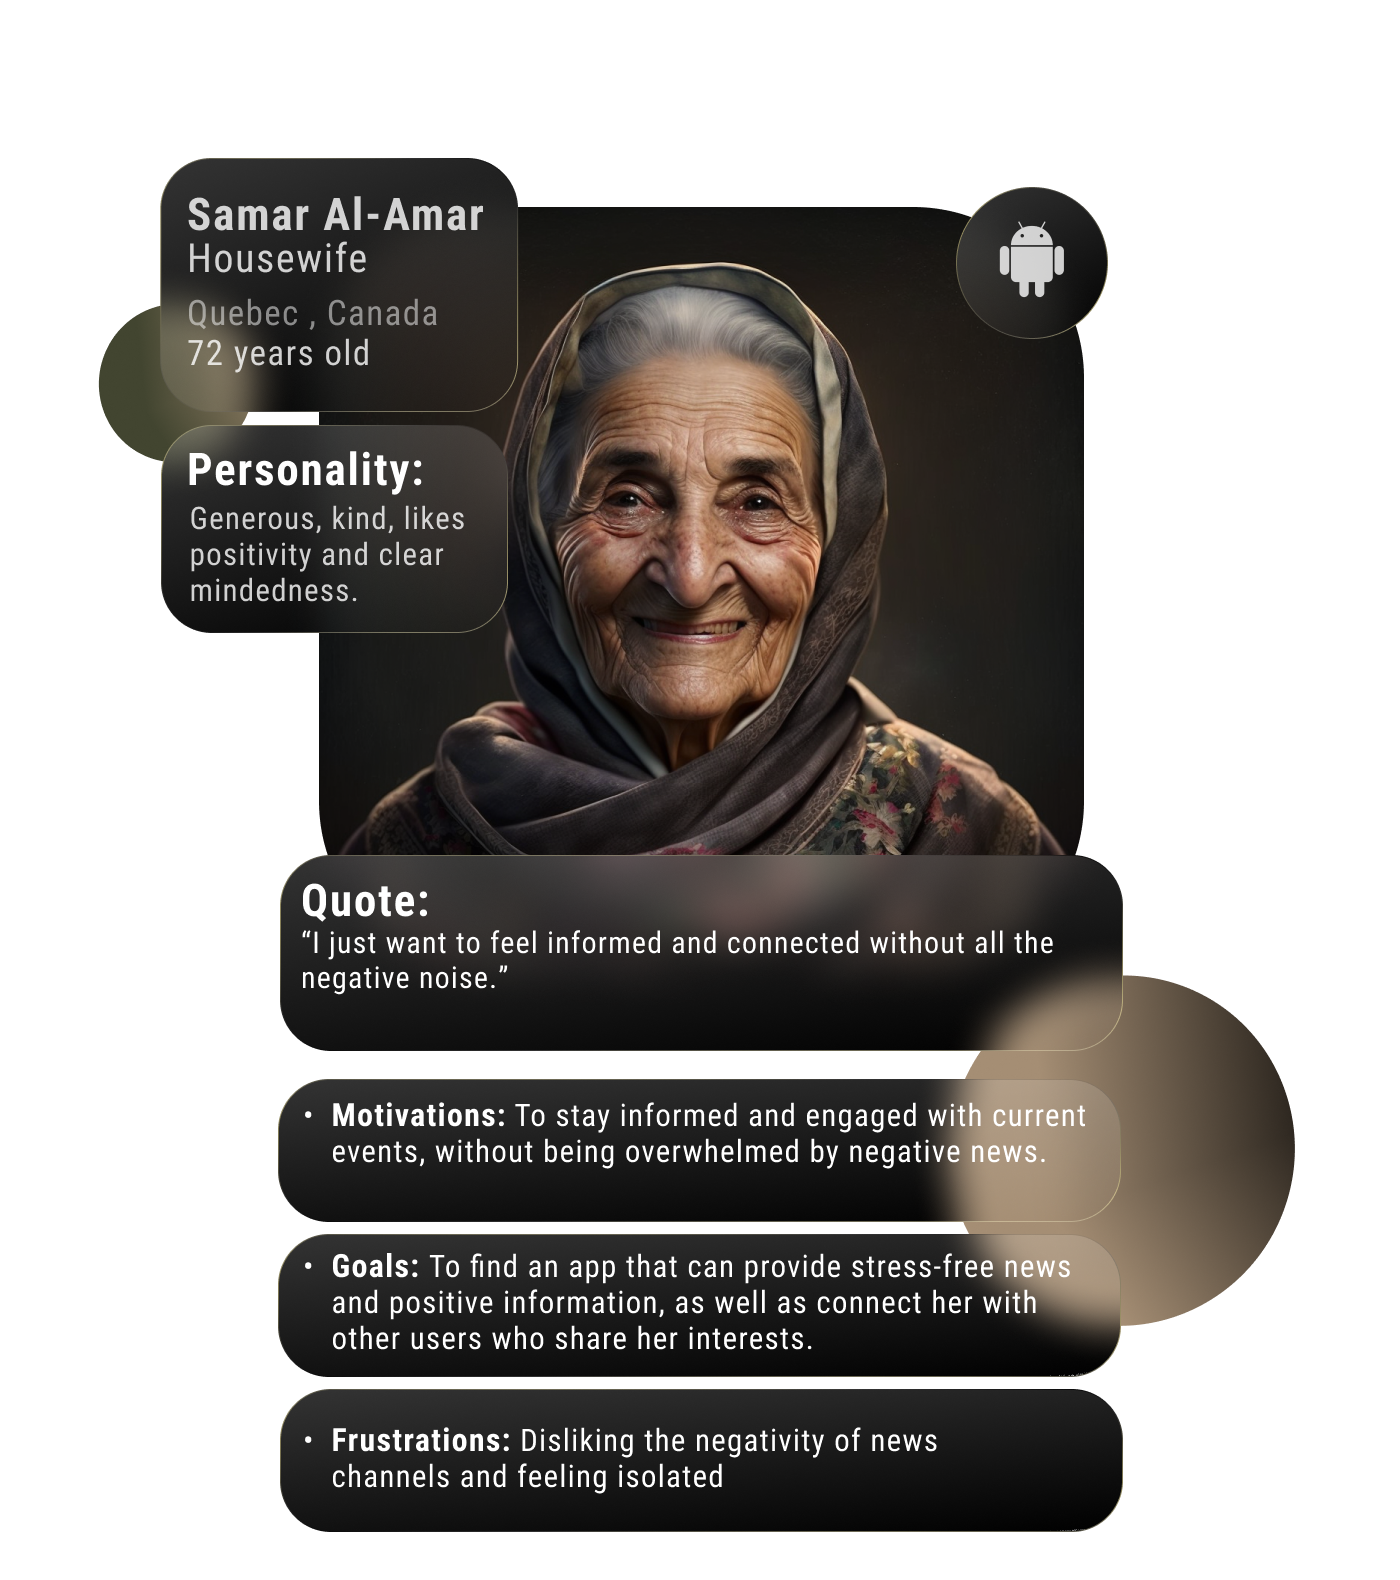 Samar Al-Amar
Housewife
Quebec , Canada
72 years old
Personality:
Generous, kind, likes
positivity and clear
mindedness.
Quote:
“I just want to feel informed and connected without all the
negative noise.”
• Motivations: To stay informed and engaged with current
events, without being overwhelmed by negative news.
• Goals: To find an app that can provide stress-free news
and positive information, as well as connect her with
other users who share her interests.
• Frustrations: Disliking the negativity of news
channels and feeling isolated